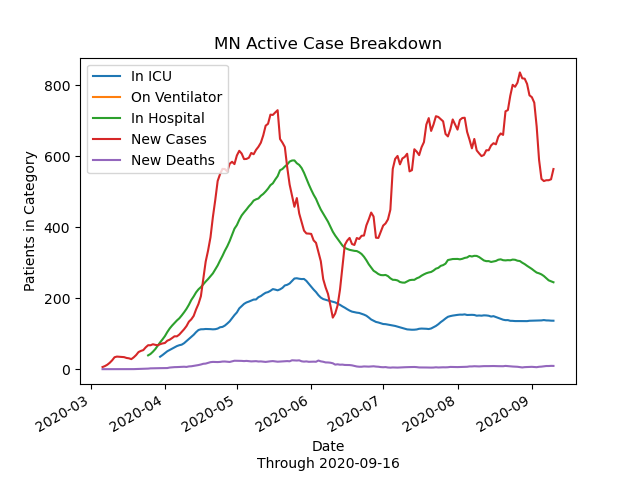 MN Active Case Breakdown
In ICU
On Ventilator
In Hospital
New Cases
New Deaths
Patients in Category
800
600
400
200
0
2020-03
2020-04
2020-05
2020-06
2020-07
2020-08
2020-09
Date
Through 2020-09-16